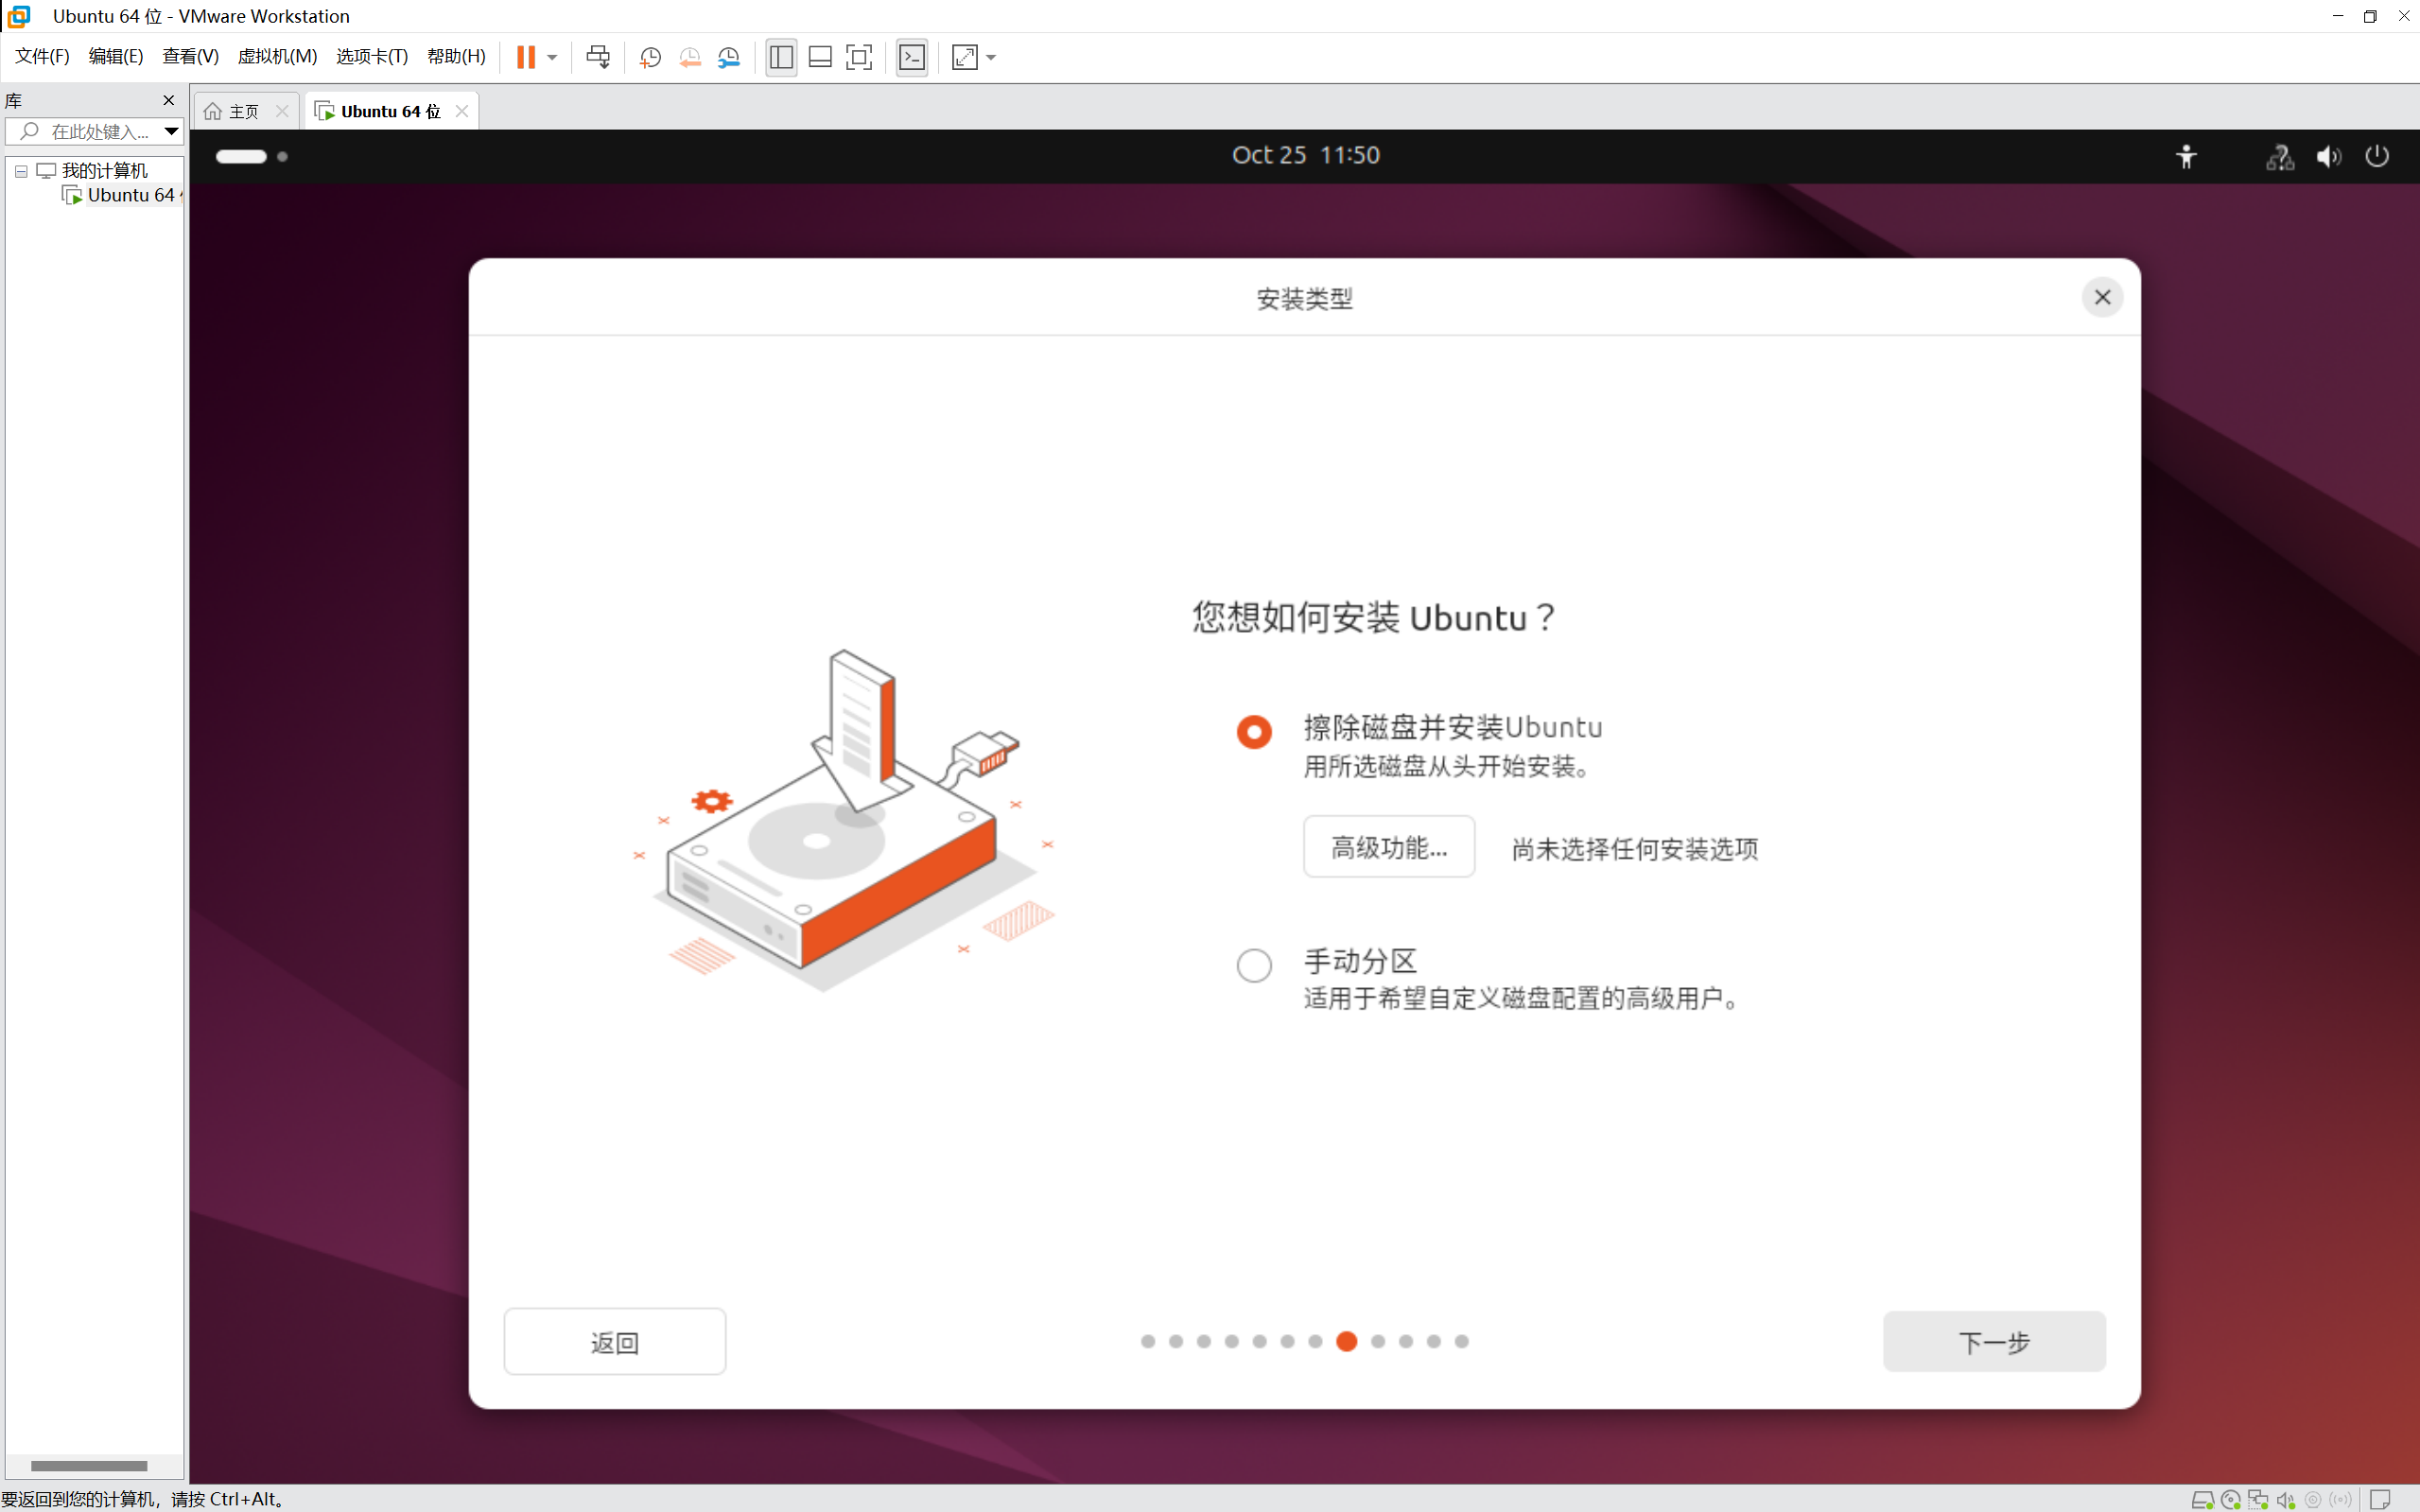 Ubuntu 64 位 - VMware Workstation
文件(F) 编辑(E) 查看(V) 虚拟机(M) 选项卡(T) 帮助(H)
库
主页
Ubuntu 64 位
在此处键入...
我的计算机
Ubuntu 64
Oct 25 11:50
安装类型
您想如何安装 Ubuntu？
擦除磁盘并安装Ubuntu
用所选磁盘从头开始安装。
高级功能...
尚未选择任何安装选项
手动分区
适用于希望自定义磁盘配置的高级用户。
返回
下一步
要返回到您的计算机，请按 Ctrl+Alt。